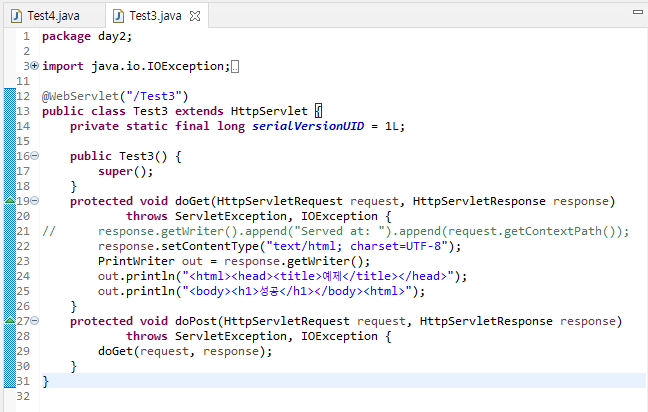 Test4.java Test3.java
1 package day2;
2
3 import java.io.IOException;
11
12 @WebServlet("/Test3")
13 public class Test3 extends HttpServlet {
14 private static final long serialVersionUID = 1L;
15
16 public Test3() {
17 super();
18 }
19 protected void doGet(HttpServletRequest request, HttpServletResponse response)
20 throws ServletException, IOException {
21 // response.getWriter().append("Served at: ").append(request.getContextPath());
22 response.setContentType("text/html; charset=UTF-8");
23 PrintWriter out = response.getWriter();
24 out.println("<html><head><title>예제</title></head>");
25 out.println("<body><h1>성공</h1></body><html>");
26 }
27 protected void doPost(HttpServletRequest request, HttpServletResponse response)
28 throws ServletException, IOException {
29 doGet(request, response);
30 }
31 }
32